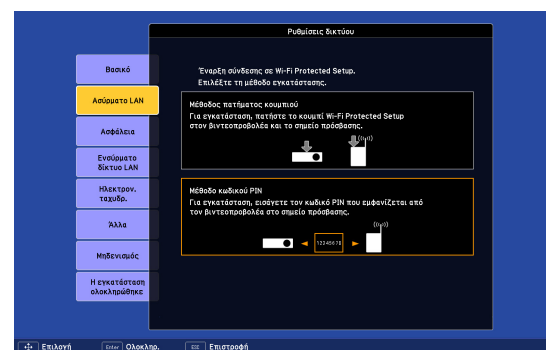 Ρυθμίσεις δικτύου
Βασικό
Ασύρματο LAN
Ασφάλεια
Ενσύρματο
δίκτυο LAN
Ηλεκτρον.
ταχυδρ.
Άλλα
Μηδενισμός
Η εγκατάσταση
ολοκληρώθηκε
Έναρξη σύνδεσης σε Wi-Fi Protected Setup.
Επιλέξτε τη μέθοδο εγκατάστασης.
Μέθοδος πατήματος κουμπιού
Για εγκατάσταση, πατήστε το κουμπί Wi-Fi Protected Setup
στον βιντεοπροβολέα και το σημείο πρόσβασης.
Μέθοδο κωδικού PIN
Για εγκατάσταση, εισάγετε τον κωδικό PIN που εμφανίζεται από
τον βιντεοπροβολέα στο σημείο πρόσβασης.
12345678
Επιλογή Enter Ολοκληρ. ESC Επιστροφή